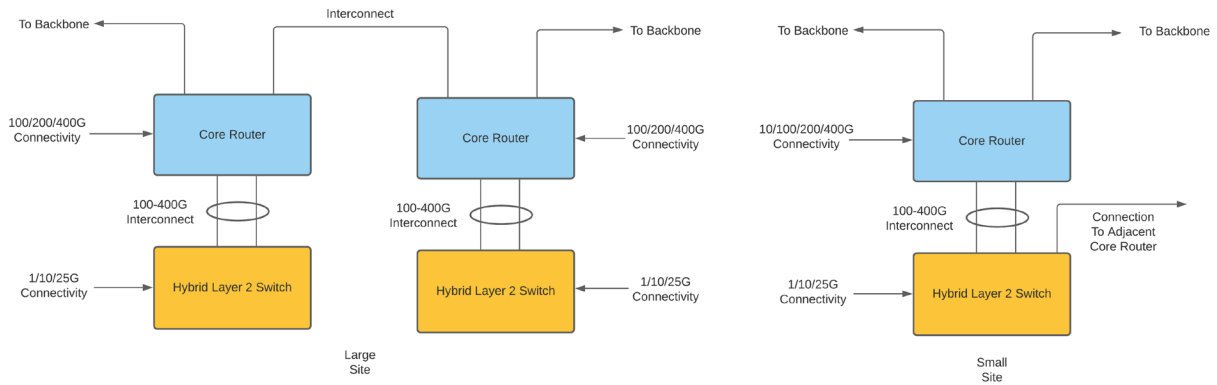 Interconnect
To Backbone
To Backbone
To Backbone
To Backbone
100/200/400G
Connectivity
Core Router
Core Router
100/200/400G
Connectivity
10/100/200/400G
Connectivity
Core Router
100-400G
Interconnect
100-400G
Interconnect
100-400G
Interconnect
Connection
To Adjacent
Core Router
1/10/25G
Connectivity
Hybrid Layer 2 Switch
Hybrid Layer 2 Switch
1/10/25G
Connectivity
1/10/25G
Connectivity
Hybrid Layer 2 Switch
Large
Site
Small
Site